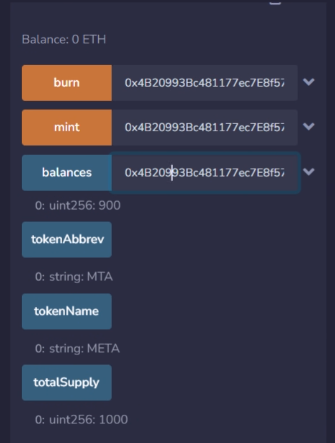 Balance: 0 ETH
burn 0x4B20993Bc481177ec7E8f57
mint 0x4B20993Bc481177ec7E8f57
balances 0x4B20993Bc481177ec7E8f57
0: uint256: 900
tokenAbbrev
0: string: MTA
tokenName
0: string: META
totalSupply
0: uint256: 1000